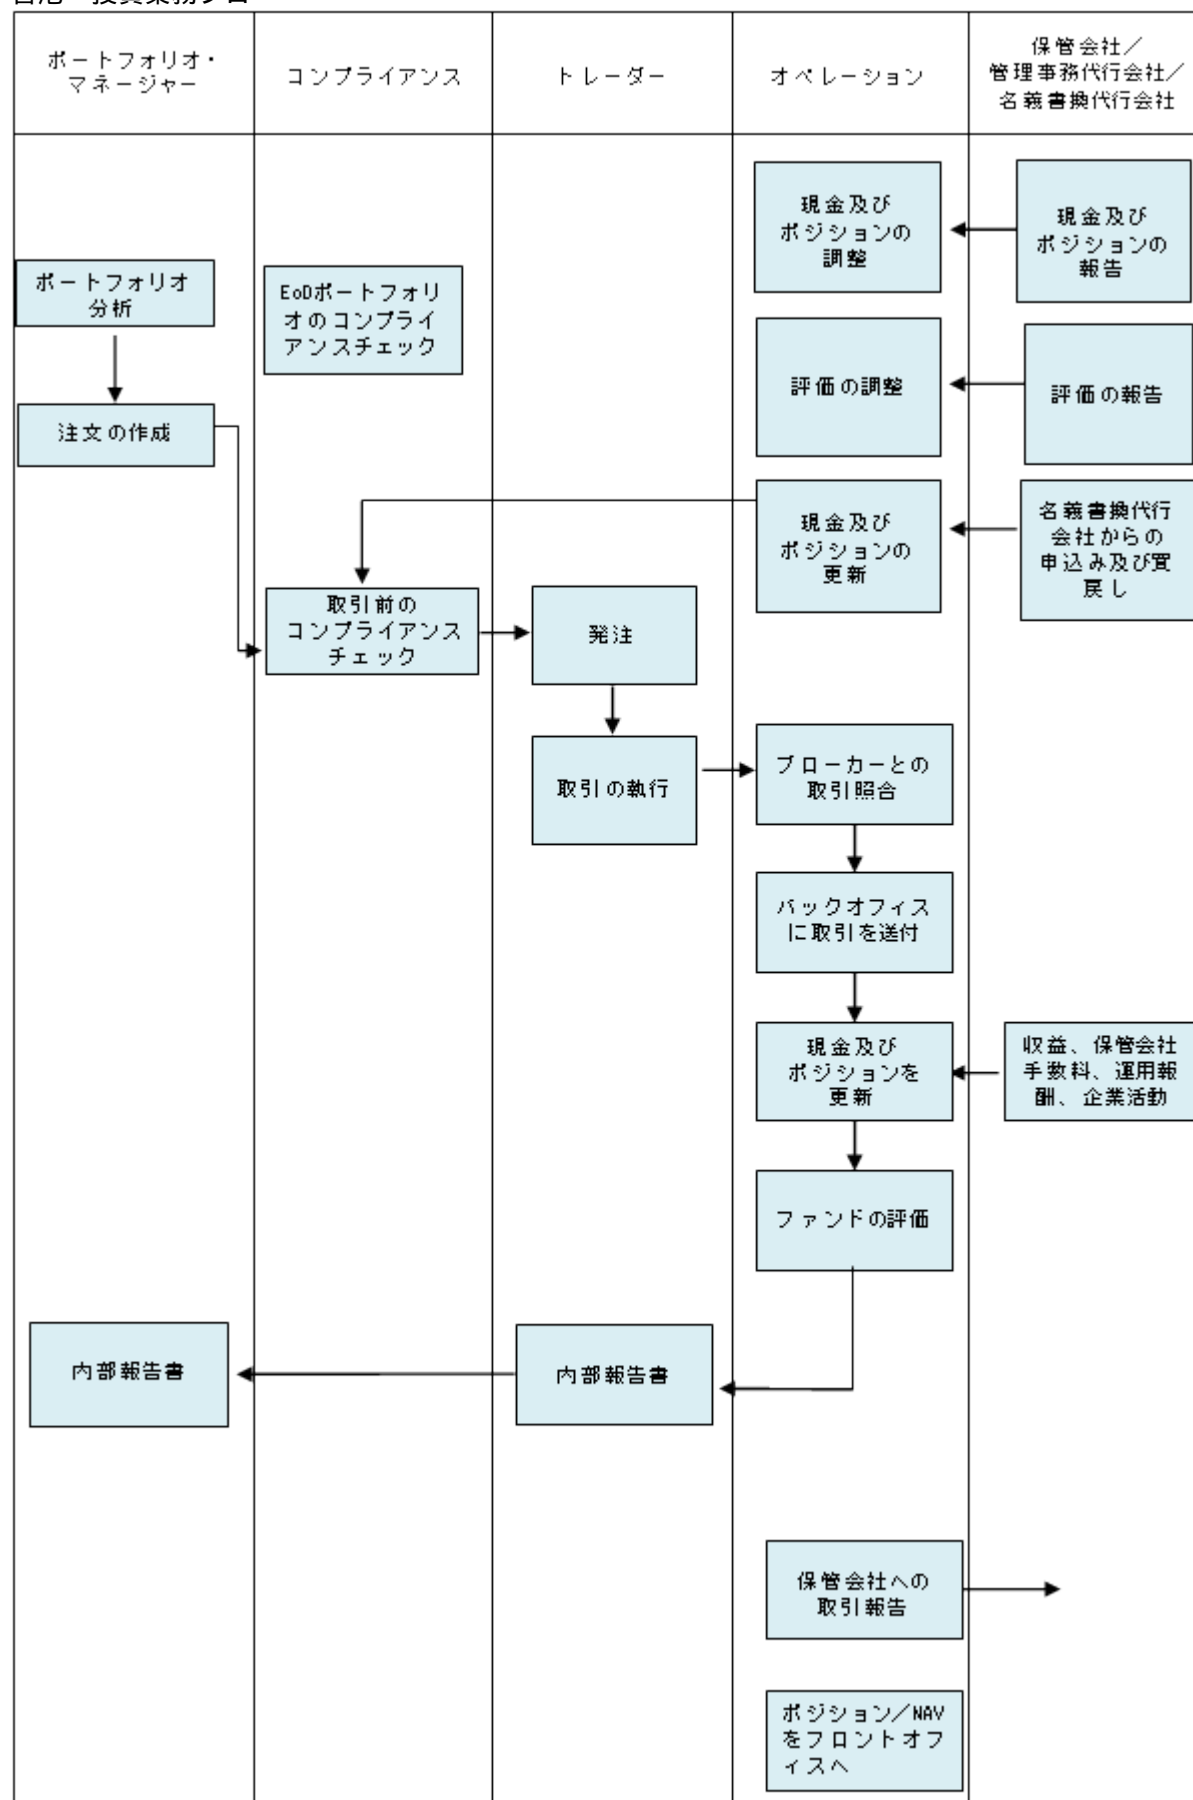 ポートフォリオ・
マネージャー
コンプライアンス
トレーダー
オペレーション
保管会社／
管理事務代行会社／
名義書換代行会社
現金及び
ポジションの
調整
現金及び
ポジションの
報告
ポートフォリオ
分析
EoDポートフォリ
オのコンプライ
アンスチェック
評価の調整
評価の報告
注文の作成
現金及び
ポジションの
更新
名義書換代行
会社からの
申込み及び買
戻し
取引前の
コンプライアンス
チェック
発注
取引の執行
ブローカーとの
取引照合
バックオフィス
に取引を送付
現金及び
ポジションを
更新
収益、保管会社
手数料、運用報
酬、企業活動
ファンドの評価
内部報告書
内部報告書
保管会社への
取引報告
ポジション／NAV
をフロントオフ
ィスへ